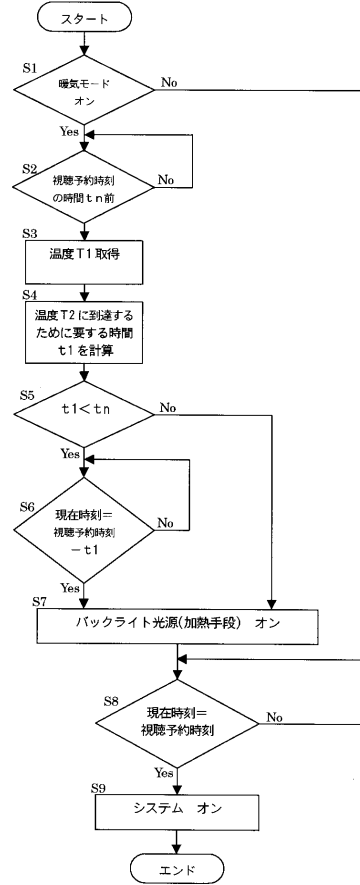 スタート
S1
暖気モード
オン
No
Yes
S2
視聴予約時刻
の時間tn前
No
S3
温度T1取得
S4
温度T2に到達する
ために要する時間
t1を計算
S5
t1<tn
No
Yes
S6
現在時刻=
視聴予約時刻
-t1
No
Yes
S7
バックライト光源(加熱手段) オン
S8
現在時刻=
視聴予約時刻
No
Yes
S9
システム オン
エンド